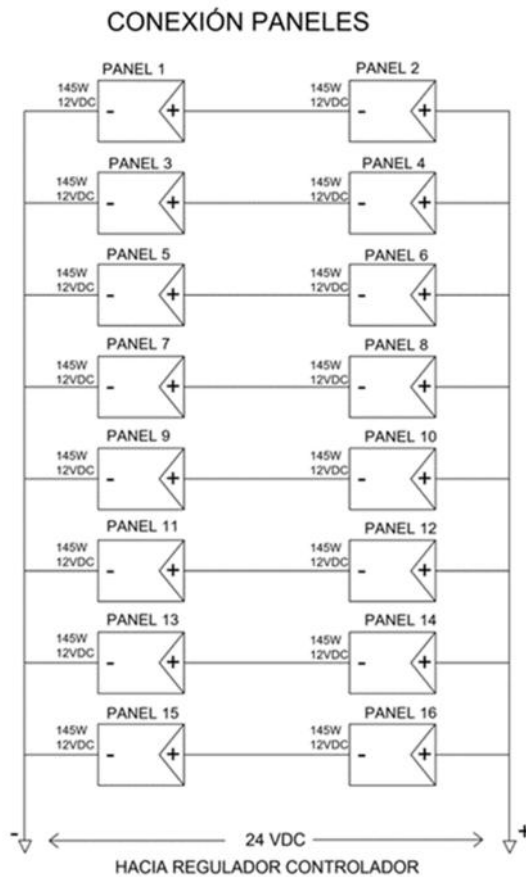 CONEXIÓN PANELES
PANEL 1 PANEL 2
145W 145W
12VDC 12VDC
- + - +
PANEL 3 PANEL 4
145W 145W
12VDC 12VDC
- + - +
PANEL 5 PANEL 6
145W 145W
12VDC 12VDC
- + - +
PANEL 7 PANEL 8
145W 145W
12VDC 12VDC
- + - +
PANEL 9 PANEL 10
145W 145W
12VDC 12VDC
- + - +
PANEL 11 PANEL 12
145W 145W
12VDC 12VDC
- + - +
PANEL 13 PANEL 14
145W 145W
12VDC 12VDC
- + - +
PANEL 15 PANEL 16
145W 145W
12VDC 12VDC
- + - +
- 24 VDC +
HACIA REGULADOR CONTROLADOR